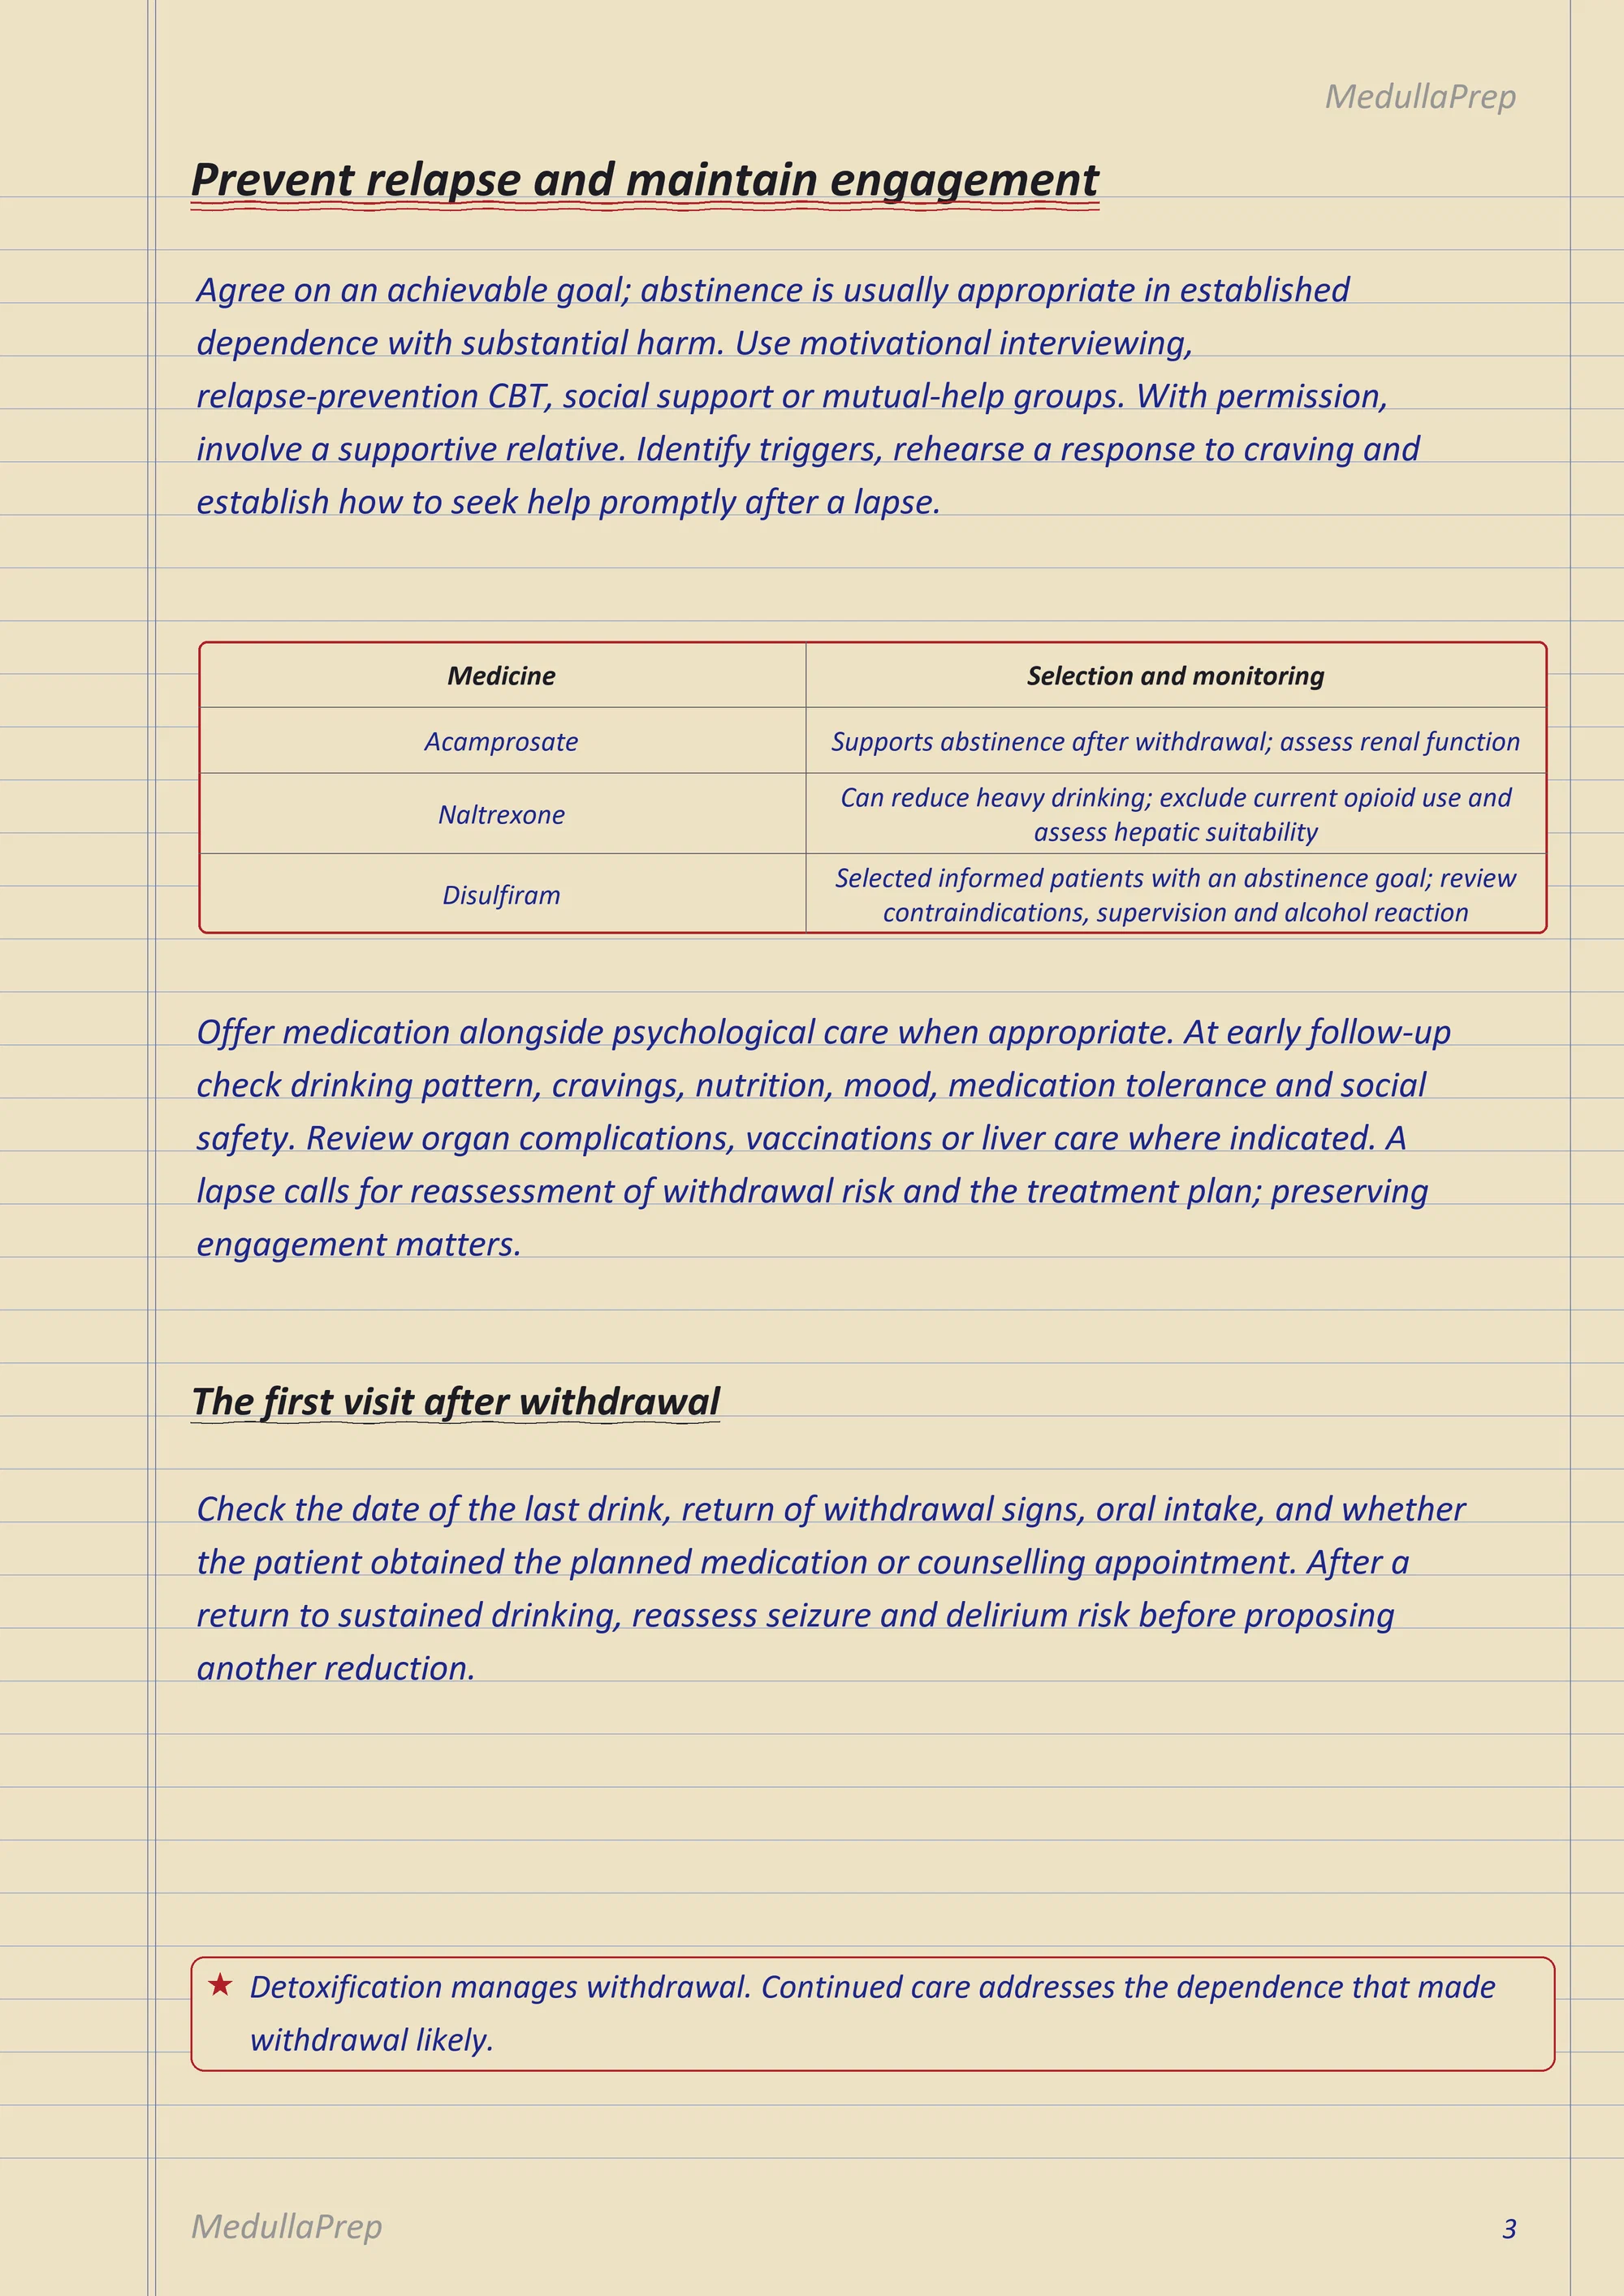 MedullaPrep
Prevent relapse and maintain engagement
Agree on an achievable goal; abstinence is usually appropriate in established
dependence with substantial harm. Use motivational interviewing,
relapse-prevention CBT, social support or mutual-help groups. With permission,
involve a supportive relative. Identify triggers, rehearse a response to craving and
establish how to seek help promptly after a lapse.
Medicine
Selection and monitoring
Acamprosate
Supports abstinence after withdrawal; assess renal function
Naltrexone
Can reduce heavy drinking; exclude current opioid use and
assess hepatic suitability
Disulfiram
Selected informed patients with an abstinence goal; review
contraindications, supervision and alcohol reaction
Offer medication alongside psychological care when appropriate. At early follow-up
check drinking pattern, cravings, nutrition, mood, medication tolerance and social
safety. Review organ complications, vaccinations or liver care where indicated. A
lapse calls for reassessment of withdrawal risk and the treatment plan; preserving
engagement matters.
The first visit after withdrawal
Check the date of the last drink, return of withdrawal signs, oral intake, and whether
the patient obtained the planned medication or counselling appointment. After a
return to sustained drinking, reassess seizure and delirium risk before proposing
another reduction.
★ Detoxification manages withdrawal. Continued care addresses the dependence that made
withdrawal likely.
MedullaPrep
3